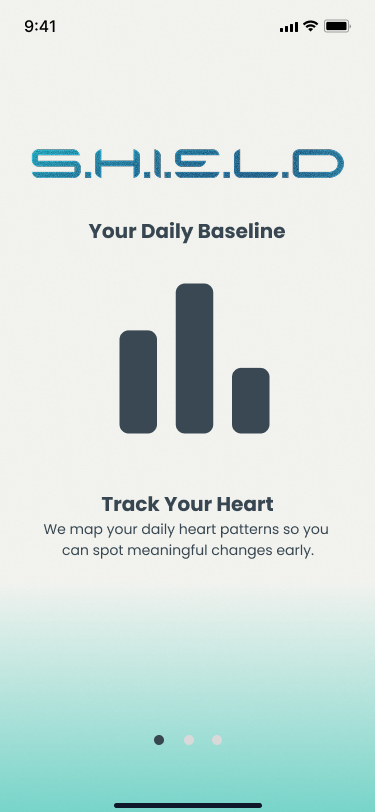 9:41
S.H.I.E.L.D
Your Daily Baseline
Track Your Heart
We map your daily heart patterns so you
can spot meaningful changes early.